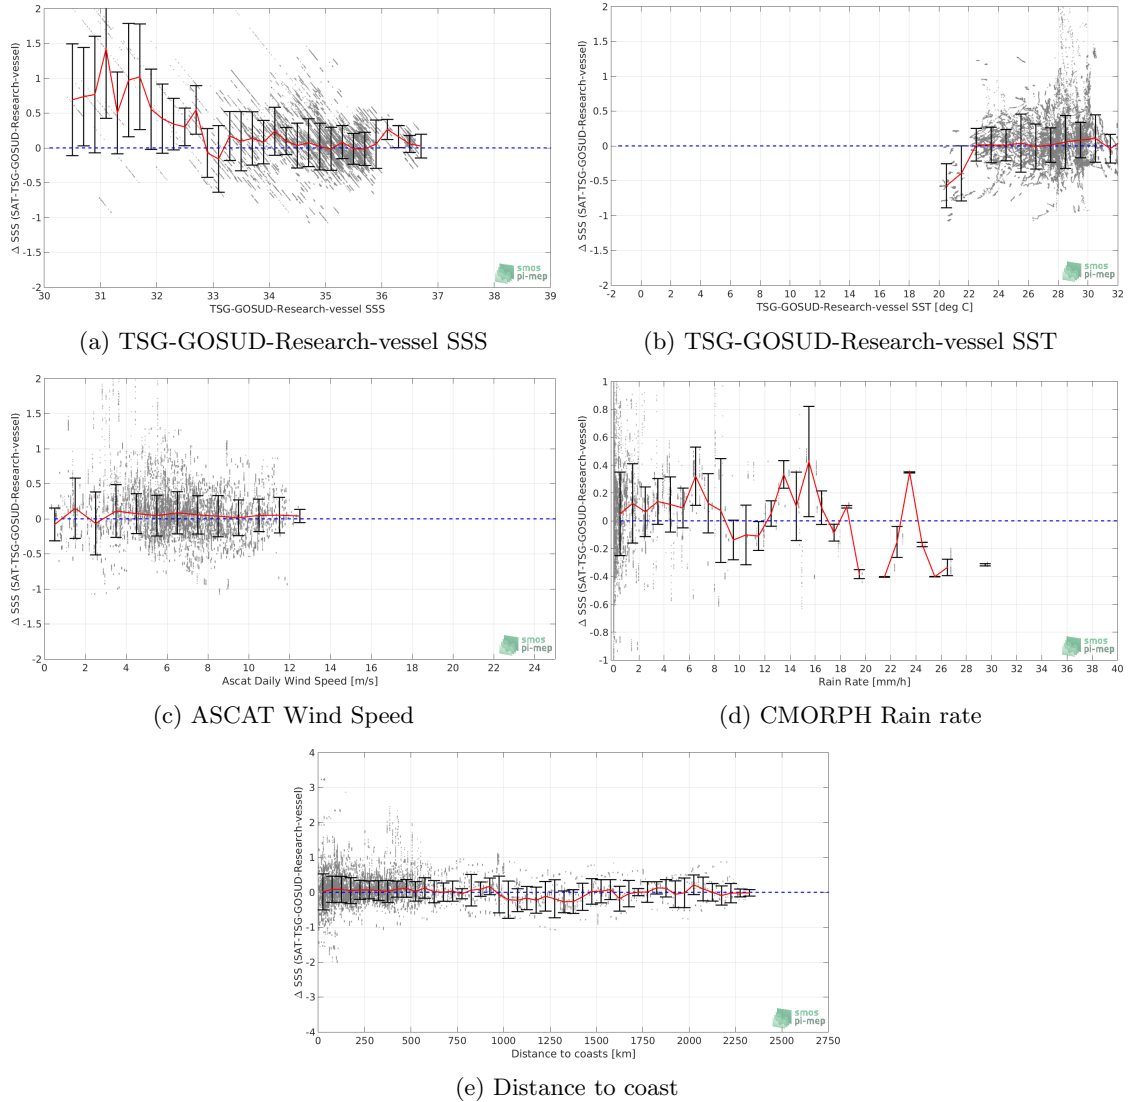 Δ SSS (SAT-TSG-GOSUD-Research-vessel)
2
1.5
1
0.5
0
-0.5
-1
-1.5
-2
30 31 32 33 34 35 36 37 38 39
TSG-GOSUD-Research-vessel SSS
smos
pi-mep
(a) TSG-GOSUD-Research-vessel SSS
Δ SSS (SAT-TSG-GOSUD-Research-vessel)
2
1.5
1
0.5
0
-0.5
-1
-1.5
-2
-2 0 2 4 6 8 10 12 14 16 18 20 22 24 26 28 30 32
TSG-GOSUD-Research-vessel SST [deg C]
smos
pi-mep
(b) TSG-GOSUD-Research-vessel SST
Δ SSS (SAT-TSG-GOSUD-Research-vessel)
2
1.5
1
0.5
0
-0.5
-1
-1.5
-2
0 2 4 6 8 10 12 14 16 18 20 22 24
Ascat Daily Wind Speed [m/s]
smos
pi-mep
(c) ASCAT Wind Speed
Δ SSS (SAT-TSG-GOSUD-Research-vessel)
1
0.8
0.6
0.4
0.2
0
-0.2
-0.4
-0.6
-0.8
-1
0 2 4 6 8 10 12 14 16 18 20 22 24 26 28 30 32 34 36 38 40
Rain Rate [mm/h]
smos
pi-mep
(d) CMORPH Rain rate
Δ SSS (SAT-TSG-GOSUD-Research-vessel)
4
3
2
1
0
-1
-2
-3
-4
0 250 500 750 1000 1250 1500 1750 2000 2250 2500 2750
Distance to coasts [km]
smos
pi-mep
(e) Distance to coast